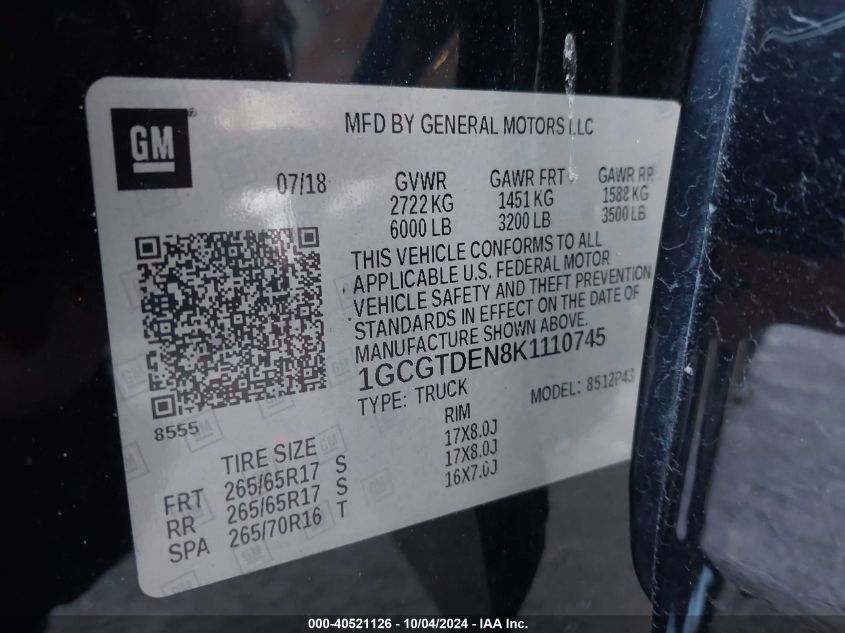 GM
MFD BY GENERAL MOTORS LLC
07/18
GVWR GAWR FRT GAWR RR
2722 KG 1451 KG 1588 KG
6000 LB 3200 LB 3500 LB
THIS VEHICLE CONFORMS TO ALL
APPLICABLE U.S. FEDERAL MOTOR
VEHICLE SAFETY AND THEFT PREVENTION
STANDARDS IN EFFECT ON THE DATE OF
MANUFACTURE SHOWN ABOVE.
1GCGTDEN8K1110745
TYPE: TRUCK MODEL: 8512P43
8555
TIRE SIZE RIM
FRT 265/65R17 S 17X8.0J
RR 265/65R17 S 17X8.0J
SPA 265/70R16 T 16X7.0J
000-40521126 - 10/04/2024 - IAA Inc.